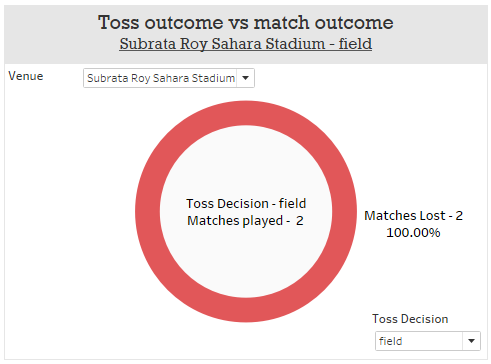 Toss outcome vs match outcome
Subrata Roy Sahara Stadium - field
Venue
Subrata Roy Sahara Stadium
Toss Decision - field
Matches played -  2
Matches Lost - 2
100.00%
Toss Decision
field